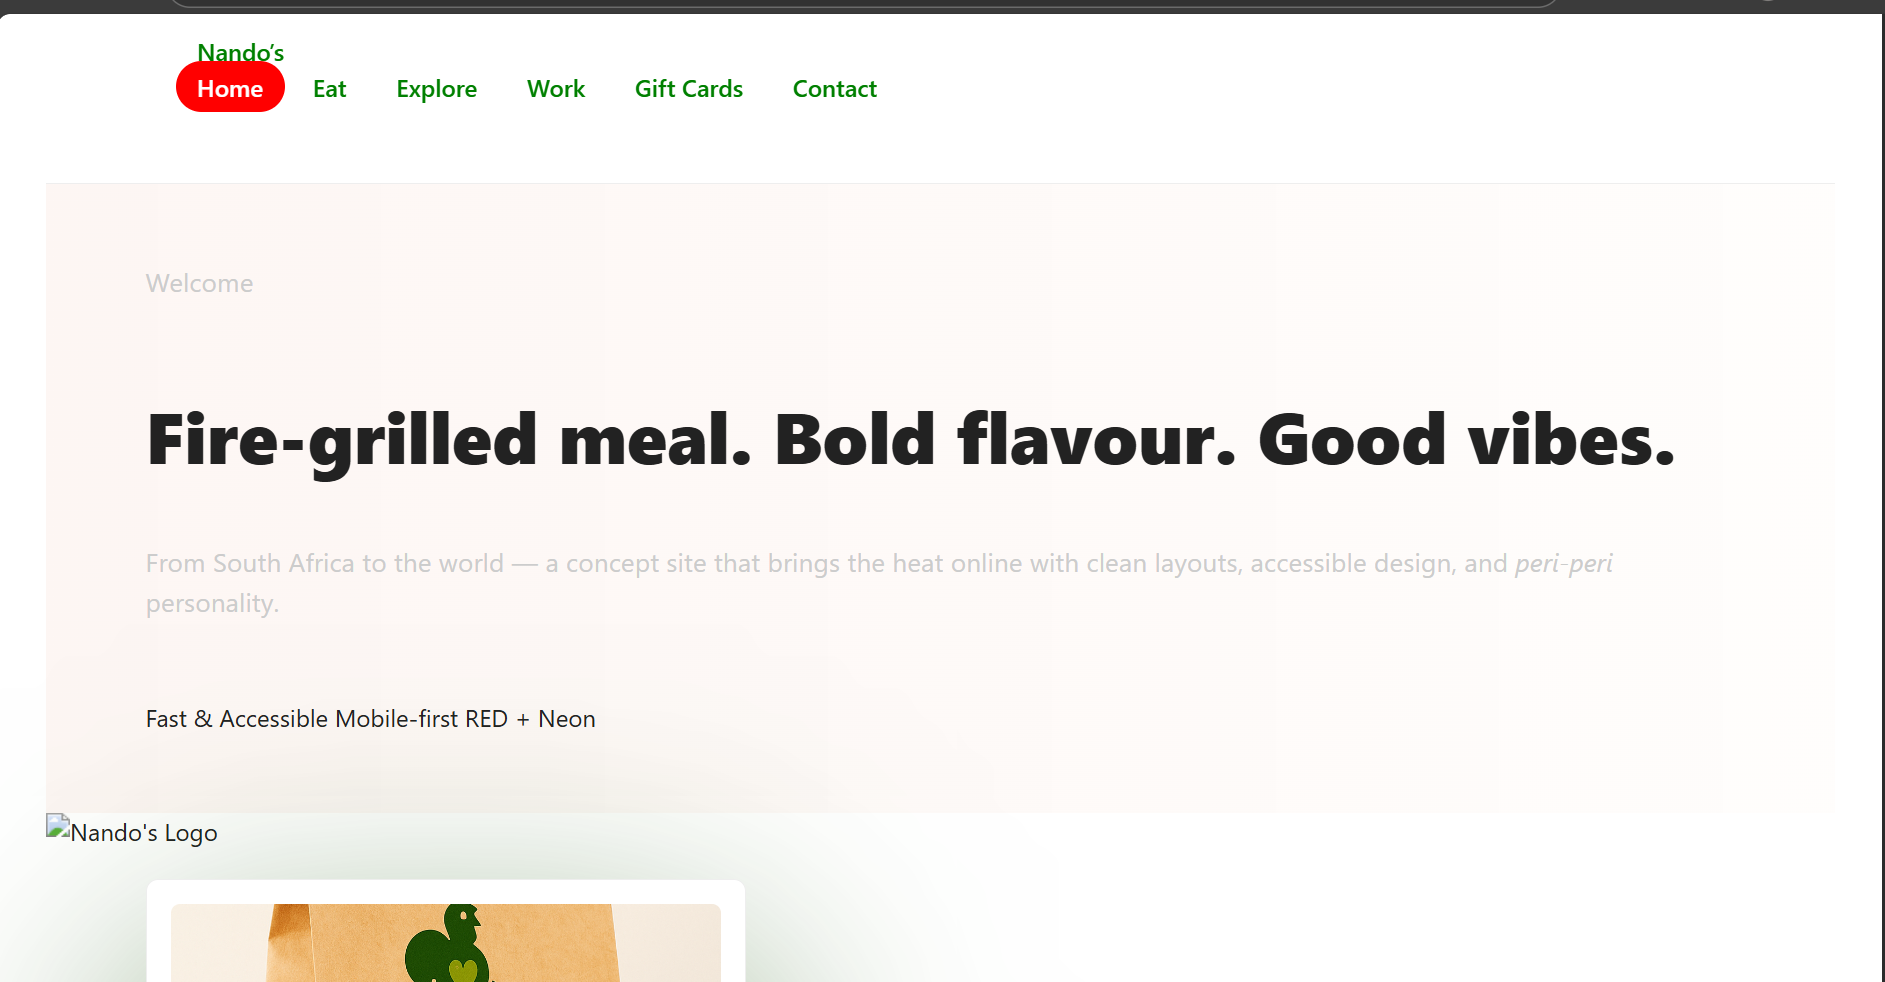 Nando’s
Home Eat Explore Work Gift Cards Contact
Welcome
Fire-grilled meal. Bold flavour. Good vibes.
From South Africa to the world — a concept site that brings the heat online with clean layouts, accessible design, and peri-peri
personality.
Fast & Accessible Mobile-first RED + Neon
Nando's Logo